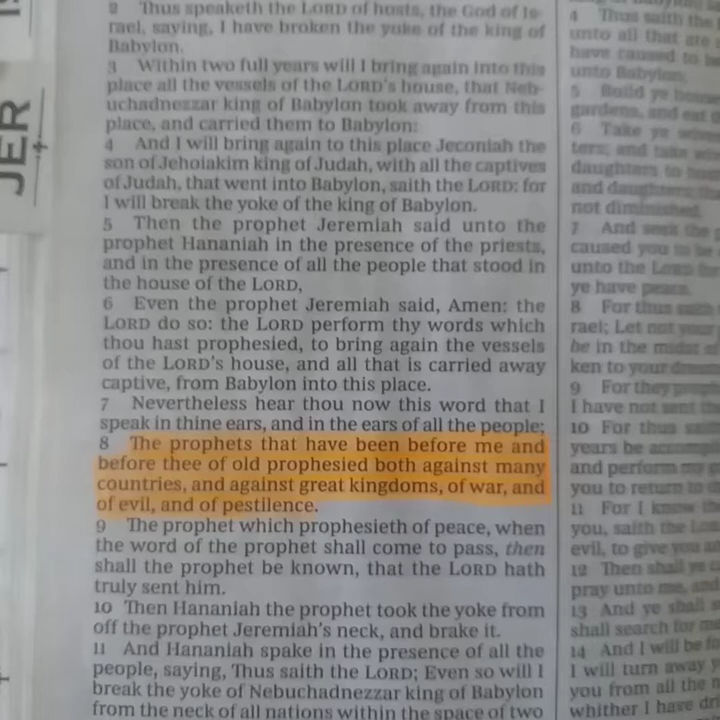 JER
2 Thus speaketh the LORD of hosts, the God of Is-
rael, saying, I have broken the yoke of the king of
Babylon.
3 Within two full years will I bring again into this
place all the vessels of the LORD's house, that Neb-
uchadnezzar king of Babylon took away from this
place, and carried them to Babylon:
4 And I will bring again to this place Jeconiah the
son of Jehoiakim king of Judah, with all the captives
of Judah, that went into Babylon, saith the LORD: for
I will break the yoke of the king of Babylon.
5 Then the prophet Jeremiah said unto the
prophet Hananiah in the presence of the priests,
and in the presence of all the people that stood in
the house of the LORD,
6 Even the prophet Jeremiah said, Amen: the
LORD do so: the LORD perform thy words which
thou hast prophesied, to bring again the vessels
of the LORD's house, and all that is carried away
captive, from Babylon into this place.
7 Nevertheless hear thou now this word that I
speak in thine ears, and in the ears of all the people;
8 The prophets that have been before me and
before thee of old prophesied both against many
countries, and against great kingdoms, of war, and
of evil, and of pestilence.
9 The prophet which prophesieth of peace, when
the word of the prophet shall come to pass, then
shall the prophet be known, that the LORD hath
truly sent him.
10 Then Hananiah the prophet took the yoke from
off the prophet Jeremiah's neck, and brake it.
11 And Hananiah spake in the presence of all the
people, saying, Thus saith the LORD; Even so will I
break the yoke of Nebuchadnezzar king of Babylon
from the neck of all nations within the space of two
4 Thus saith the
unto all that are
have caused to be
unto Babylon;
5 Build ye
gardens, and eat
6 Take ye
ters; and take
daughters to
and daughters
not diminished.
7 And seek the
caused you to be
unto the LORD
ye have peace.
8 For thus saith
rael; Let not your
be in the midst of
ken to your
9 For they
I have not sent
10 For thus saith
years be
and perform my
you to return to
11 For I know
you, saith the
evil, to give you
12 Then shall ye
pray unto me, and
13 And ye shall
shall search for me
14 And I will be
I will turn away
you from all the
whither I have